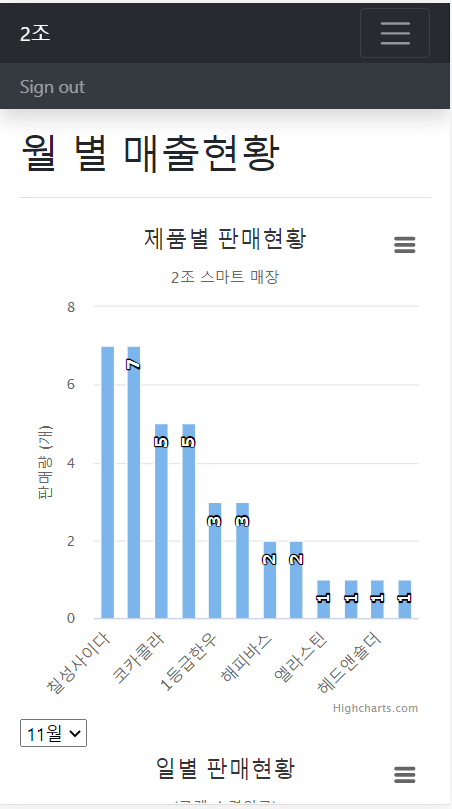 2조
Sign out
월 별 매출현황
제품별 판매현황
2조 스마트 매장
판매량 (개)
8
6
4
2
0
7
5
5
3
3
2
2
1
1
1
1
칠성사이다
코카콜라
1등급한우
해피바스
엘라스틴
헤드앤숄더
Highcharts.com
11월
일별 판매현황